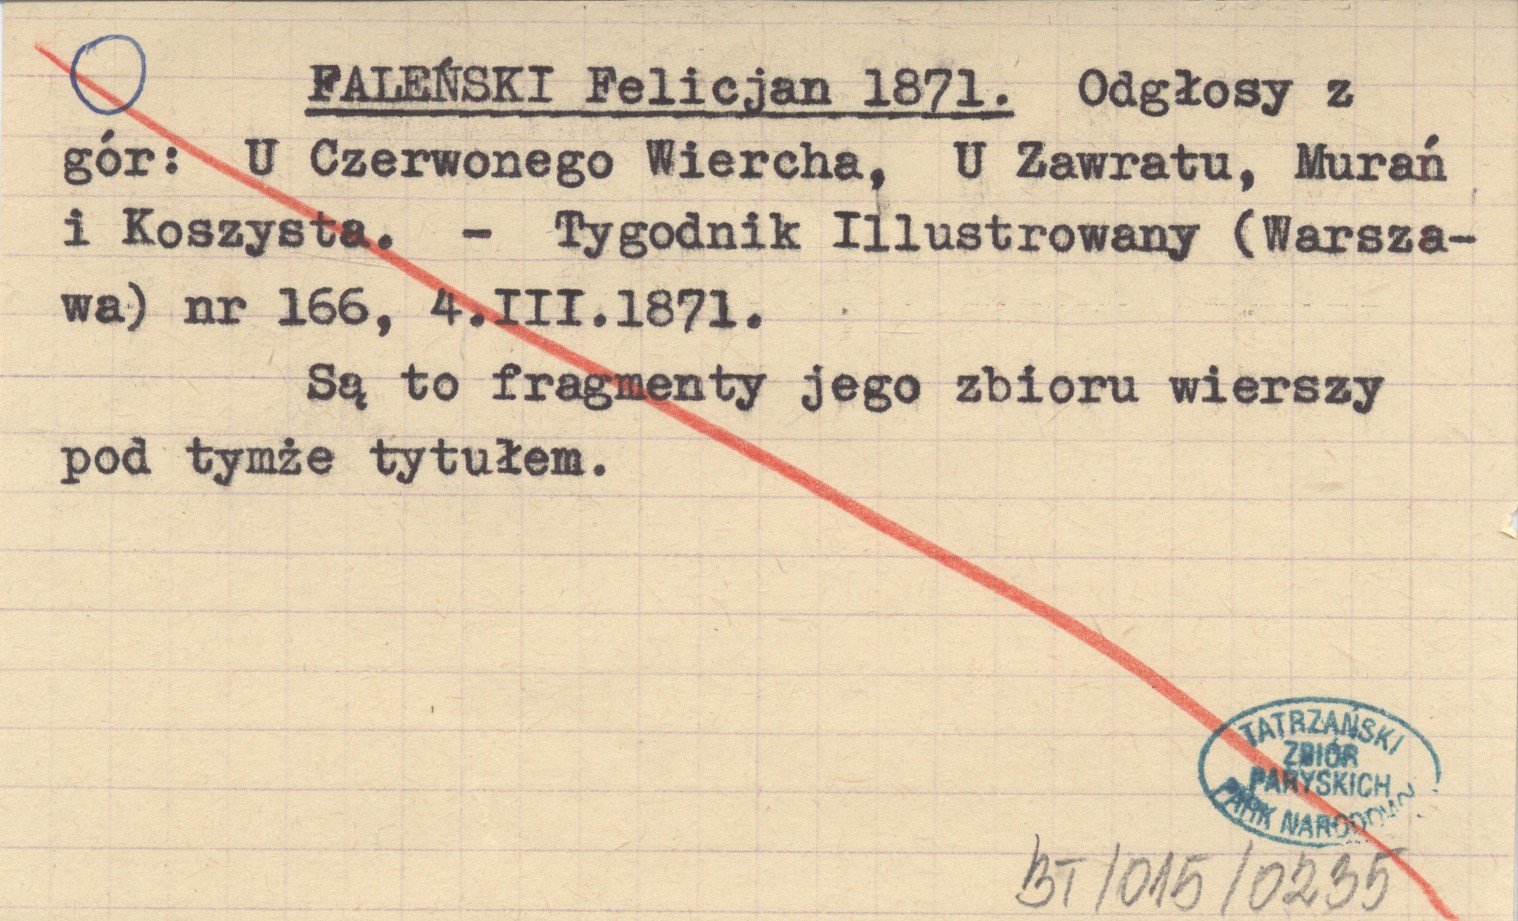 FALEŃSKI Felicjan 1871. Odgłosy z
gór: U Czerwonego Wiercha, U Zawratu, Murań
i Koszysta. - Tygodnik Illustrowany (Warsza-
wa) nr 166, 4.III.1871.
Są to fragmenty jego zbioru wierszy
pod tymże tytułem.
TATRZAŃSKI
ZBIÓR
PARYSKICH
PARK NARODOWY
BT/015/0235